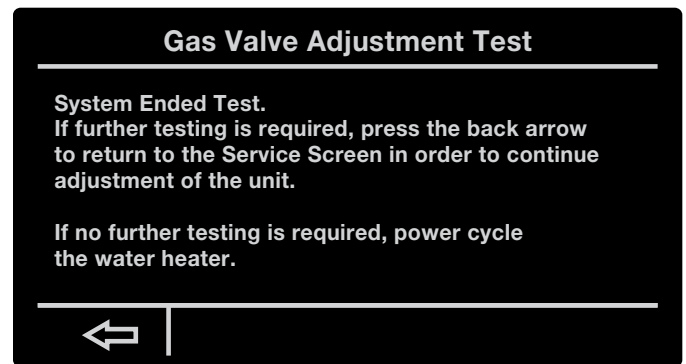 Gas Valve Adjustment Test
System Ended Test.
If further testing is required, press the back arrow
to return to the Service Screen in order to continue
adjustment of the unit.
If no further testing is required, power cycle
the water heater.